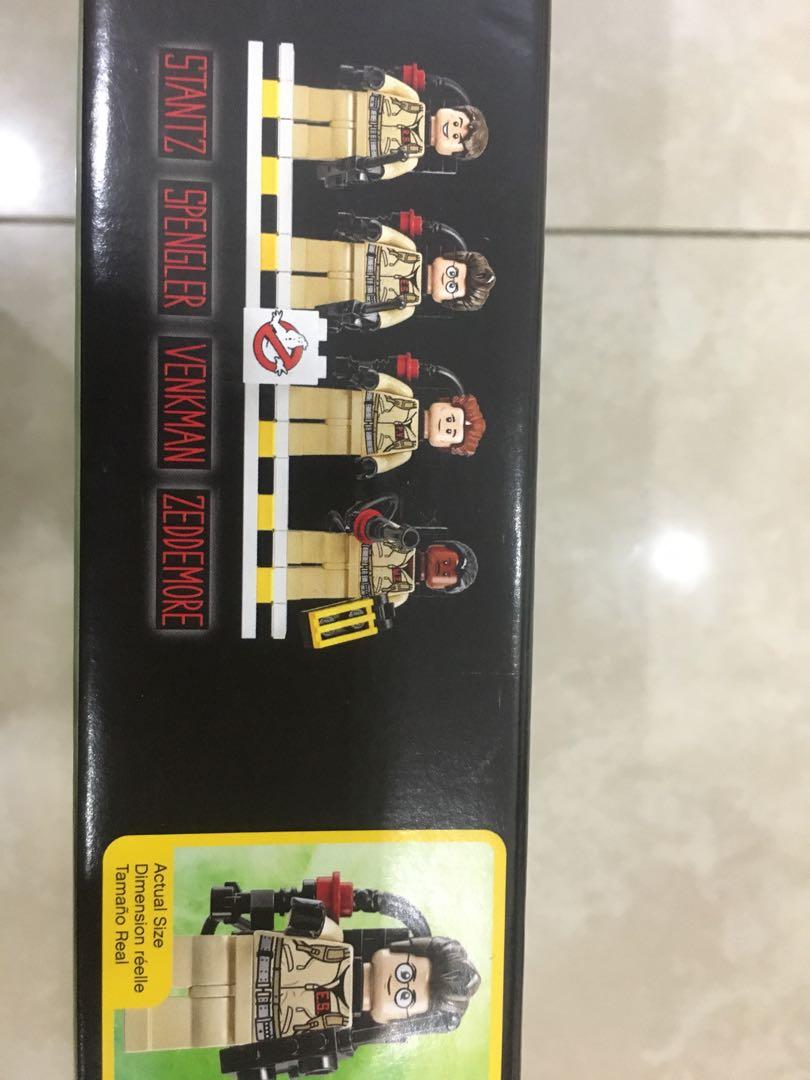 STANTZ
SPENGLER
VENKMAN
ZEDDEMORE
Actual Size
Dimension réelle
Tamaño Real
E.S.